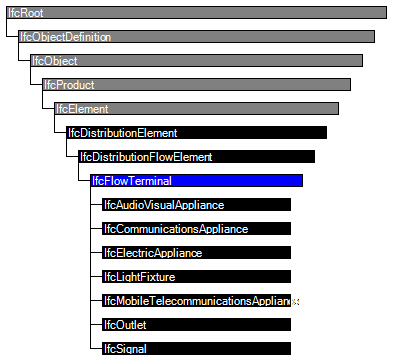 IfcRoot
IfcObjectDefinition
IfcObject
IfcProduct
IfcElement
IfcDistributionElement
IfcDistributionFlowElement
IfcFlowTerminal
IfcAudioVisualAppliance
IfcCommunicationsAppliance
IfcElectricAppliance
IfcLightFixture
IfcMobileTelecommunicationsAppliance
IfcOutlet
IfcSignal